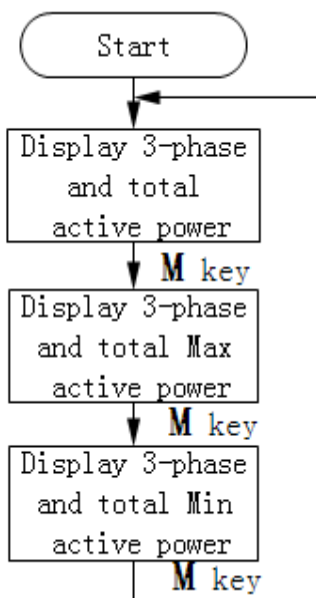 Start
Display 3-phase
and total
active power
M key
Display 3-phase
and total Max
active power
M key
Display 3-phase
and total Min
active power
M key